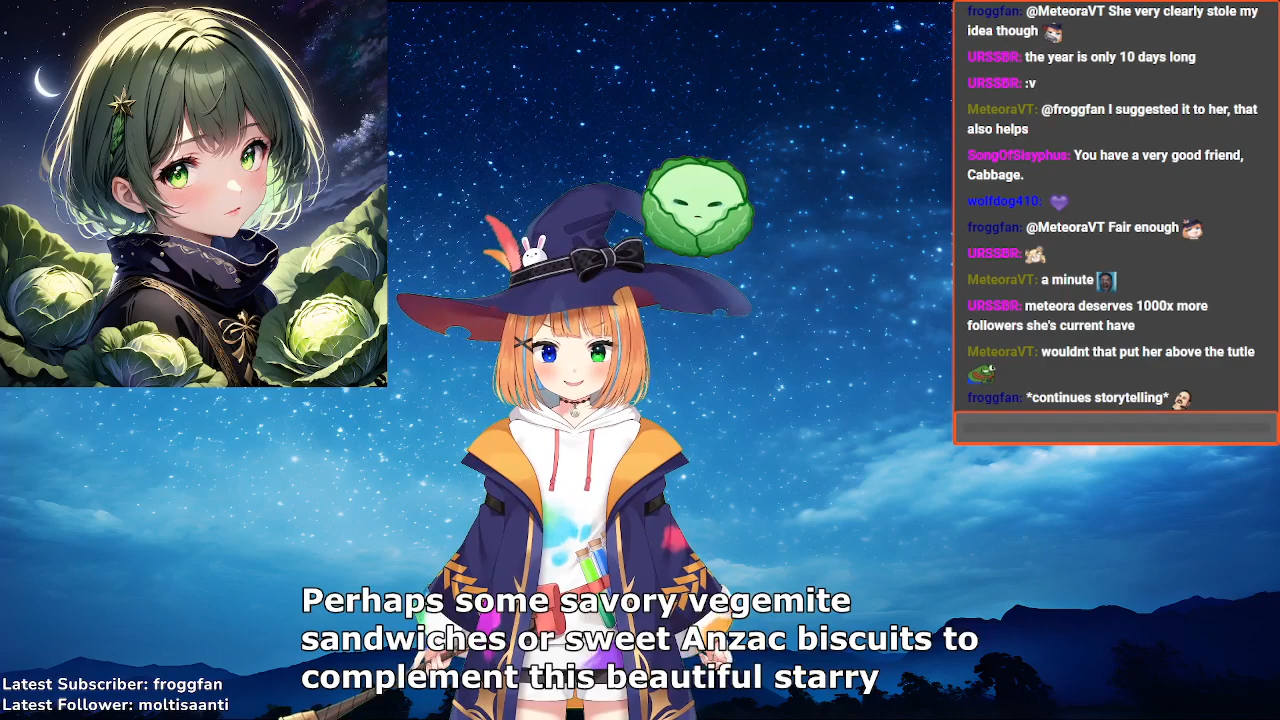 froggfan: @MeteoraVT She very clearly stole my
idea though
URSSBR: the year is only 10 days long
URSSBR: :v
MeteoraVT: @froggfan I suggested it to her, that
also helps
SongOfSisyphus: You have a very good friend,
Cabbage.
wolfdog410:
froggfan: @MeteoraVT Fair enough
URSSBR:
MeteoraVT: a minute
URSSBR: meteora deserves 1000x more
followers she's current have
MeteoraVT: wouldnt that put her above the tutle
froggfan: *continues storytelling*
Perhaps some savory vegemite
sandwiches or sweet Anzac biscuits to
complement this beautiful starry
Latest Subscriber: froggfan
Latest Follower: moltisaanti